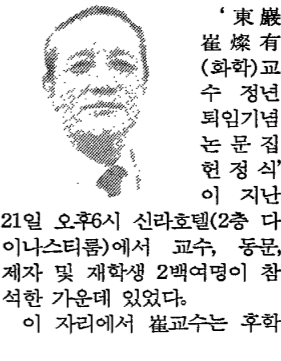 ‘東巖
崔燦有
(화학)교
수 정년
퇴임기념
논문집
헌정식’
이 지난
21일 오후6시 신라호텔(2층 다
이나스티룸)에서 교수, 동문,
제자 및 재학생 2백여명이 참
석한 가운데 있었다.
이 자리에서 崔교수는 후학